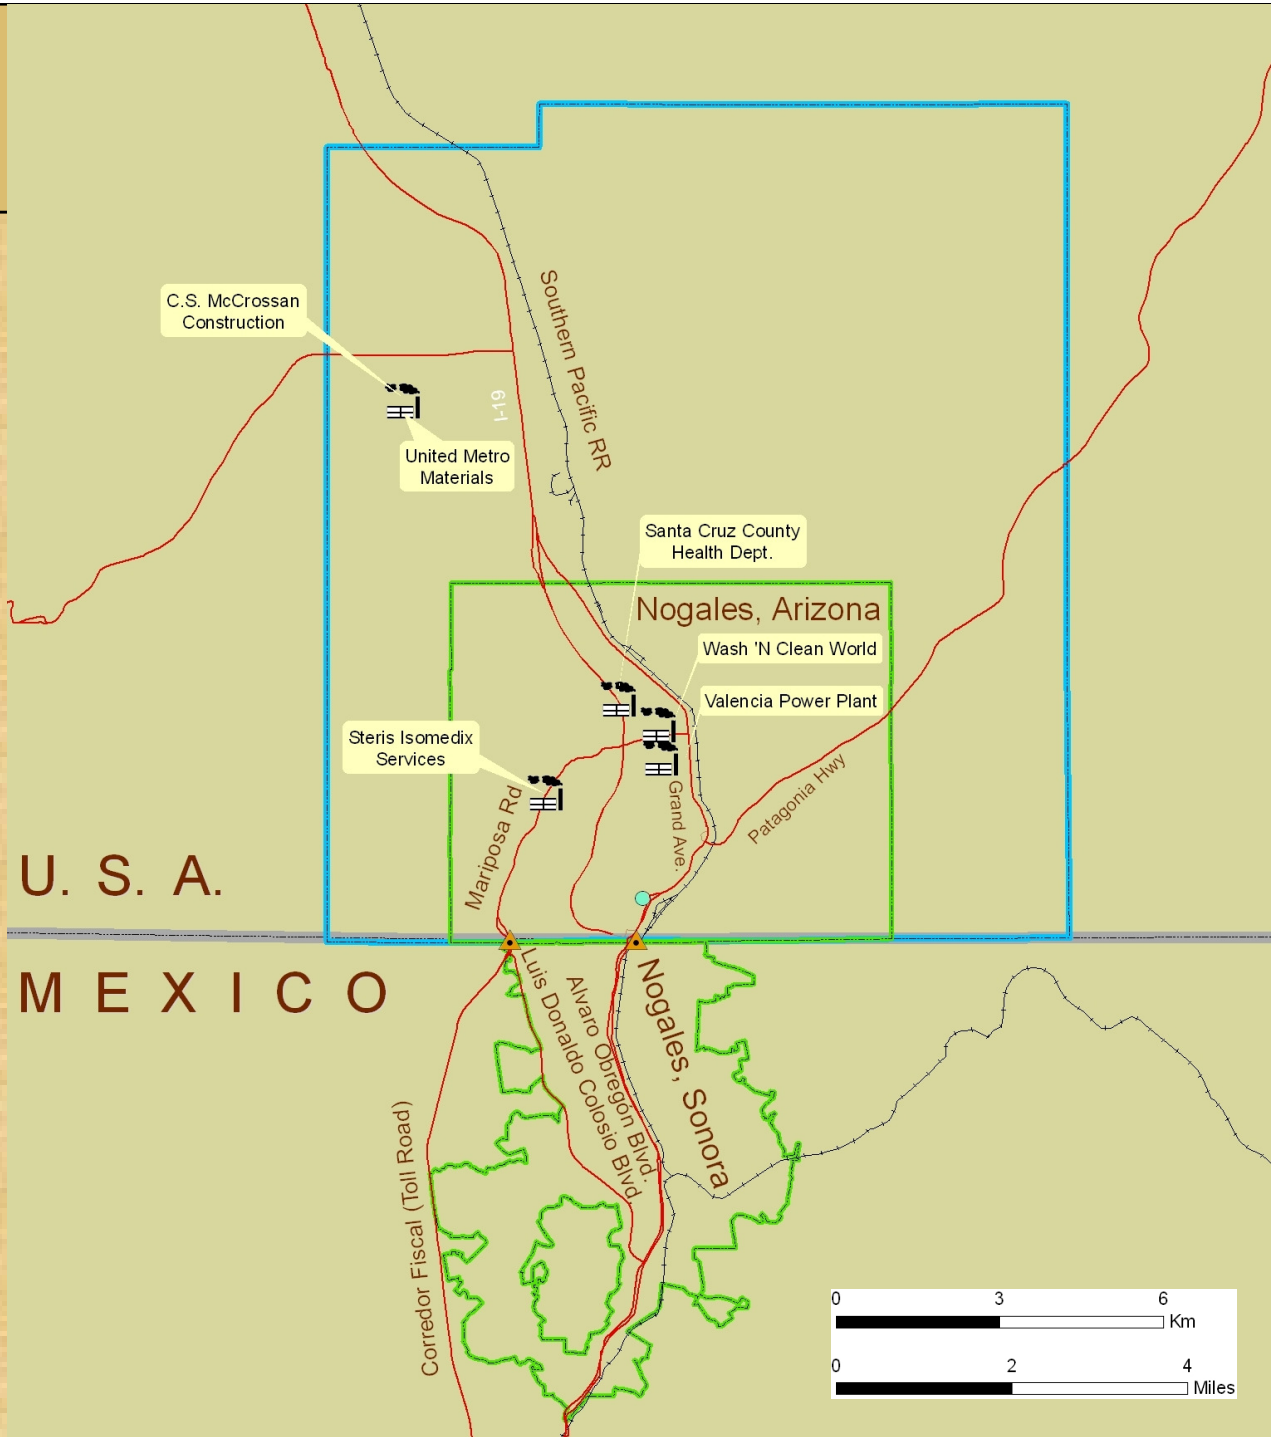 C.S. McCrossan
Construction
Southern Pacific RR
I-19
United Metro
Materials
Santa Cruz County
Health Dept.
Nogales, Arizona
Wash 'N Clean World
Valencia Power Plant
Steris Isomedix
Services
Mariposa Rd
Grand Ave.
Patagonia Hwy
U. S. A.
MEXICO
Luis Donaldo Colosio Blvd.
Alvaro Obregón Blvd.
Nogales, Sonora
Corredor Fiscal (Toll Road)
0 3 6
Km
0 2 4
Miles